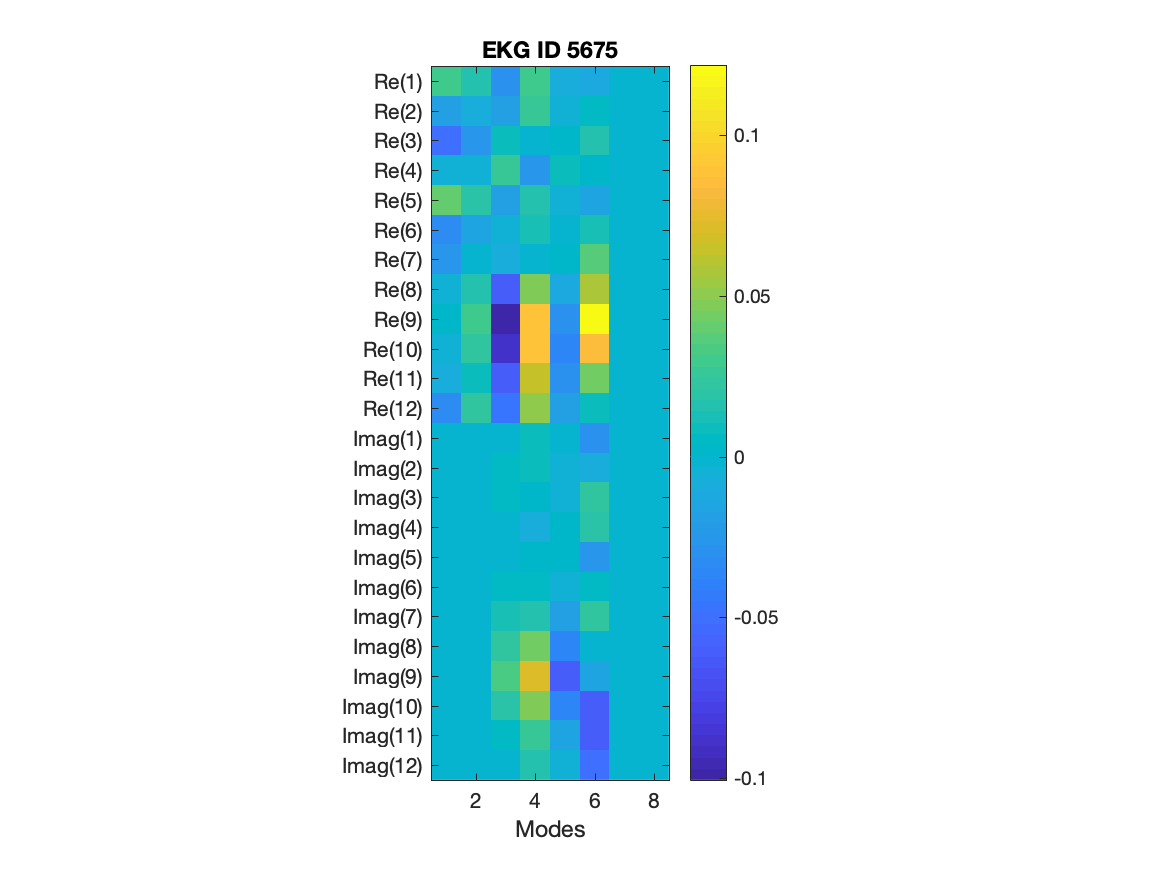 EKG ID 5675
Re(1)
Re(2)
Re(3)
Re(4)
Re(5)
Re(6)
Re(7)
Re(8)
Re(9)
Re(10)
Re(11)
Re(12)
Imag(1)
Imag(2)
Imag(3)
Imag(4)
Imag(5)
Imag(6)
Imag(7)
Imag(8)
Imag(9)
Imag(10)
Imag(11)
Imag(12)
2 4 6 8
Modes
0.1
0.05
0
-0.05
-0.1